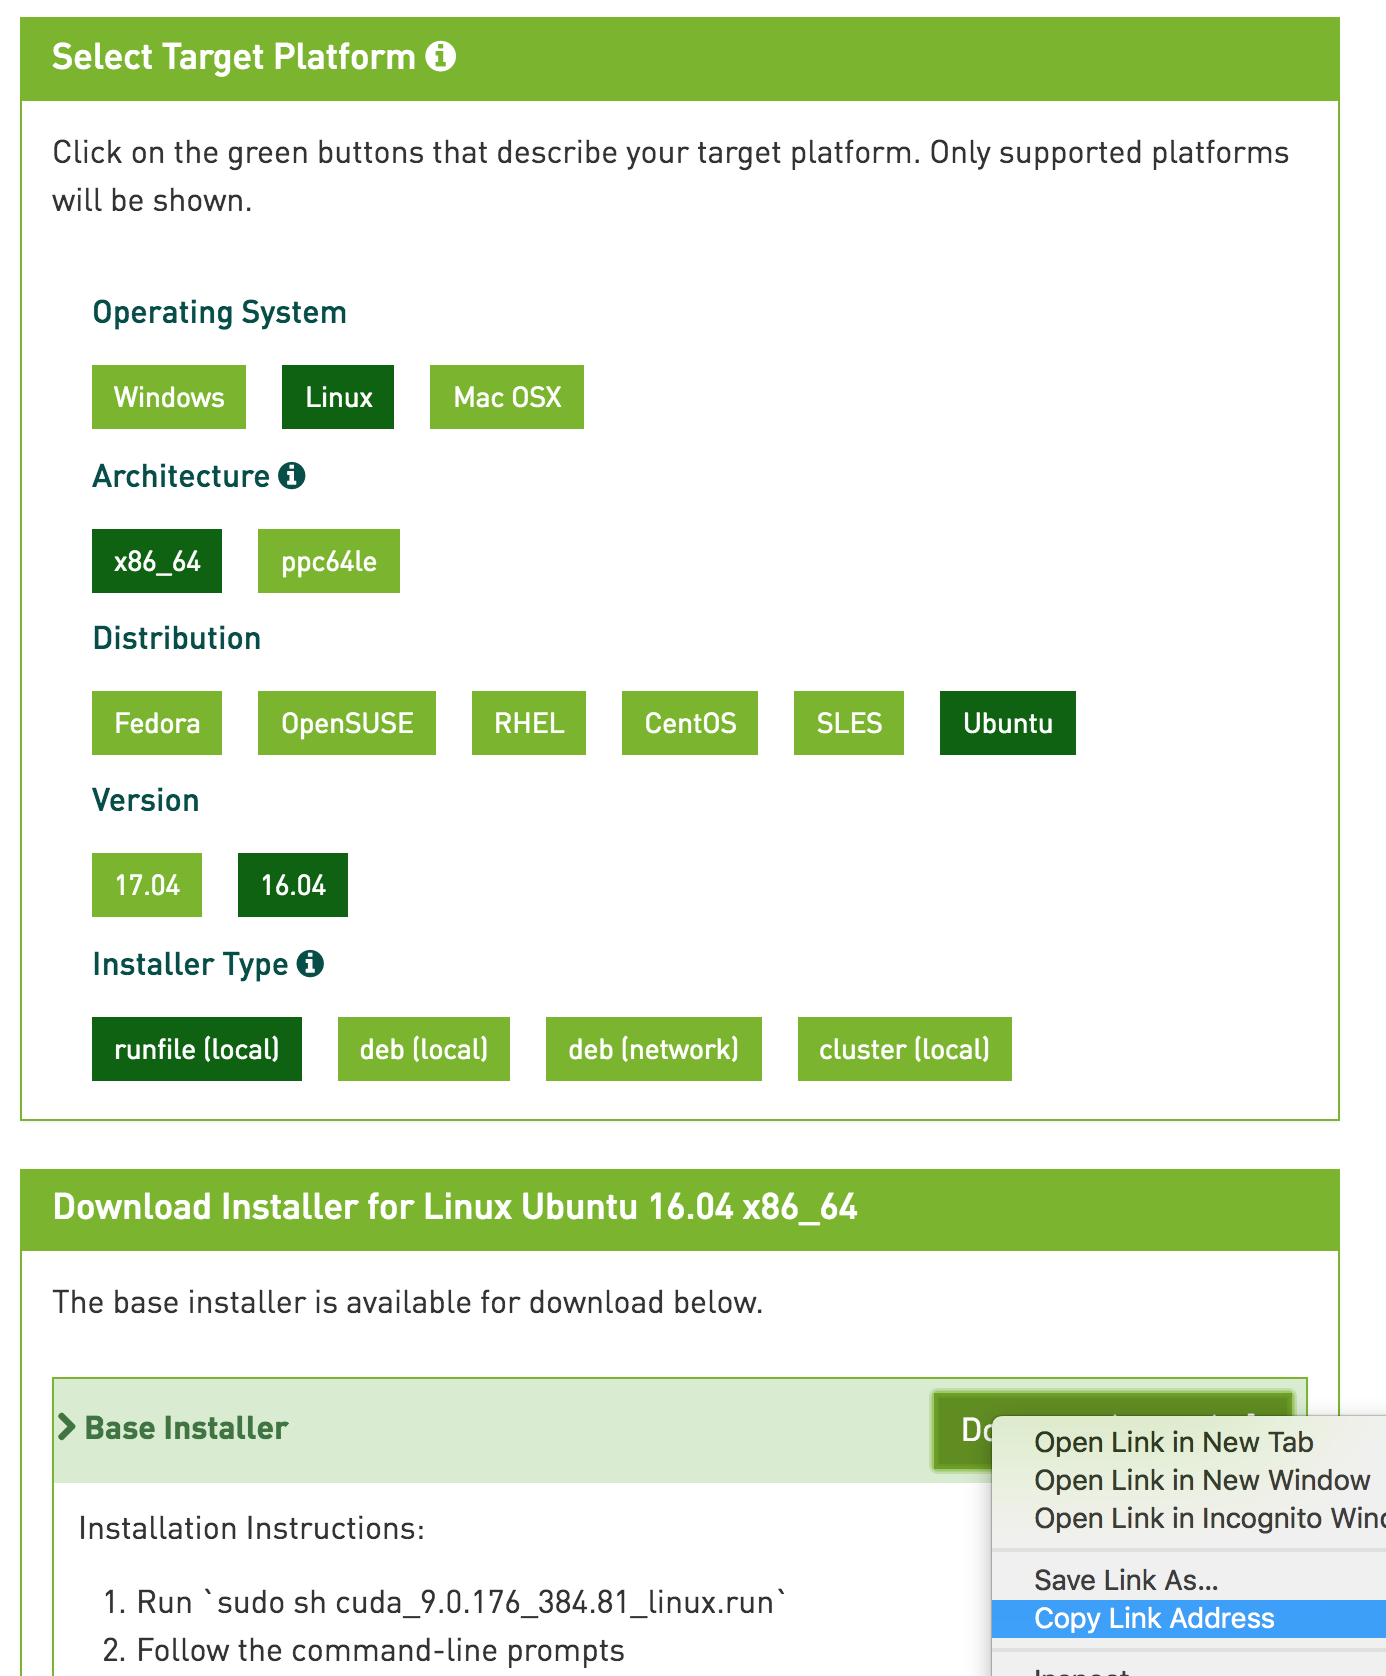 Select Target Platform
Click on the green buttons that describe your target platform. Only supported platforms
will be shown.
Operating System
Windows Linux Mac OSX
Architecture
x86_64 ppc64le
Distribution
Fedora OpenSUSE RHEL CentOS SLES Ubuntu
Version
17.04 16.04
Installer Type
runfile (local) deb (local) deb (network) cluster (local)
Download Installer for Linux Ubuntu 16.04 x86_64
The base installer is available for download below.
Base Installer
Open Link in New Tab
Open Link in New Window
Open Link in Incognito
Save Link As...
Copy Link Address
Installation Instructions:
1. Run `sudo sh cuda_9.0.176_384.81_linux.run`
2. Follow the command-line prompts